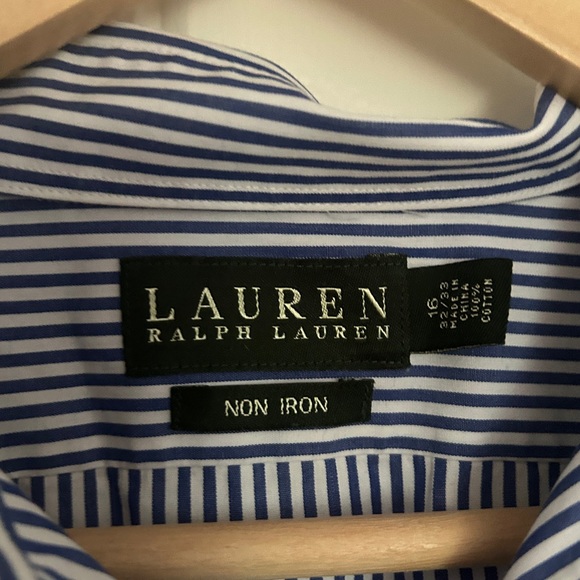 LAUREN
RALPH LAUREN
NON IRON
16
32/33
MADE IN
CHINA
100%
COTTON